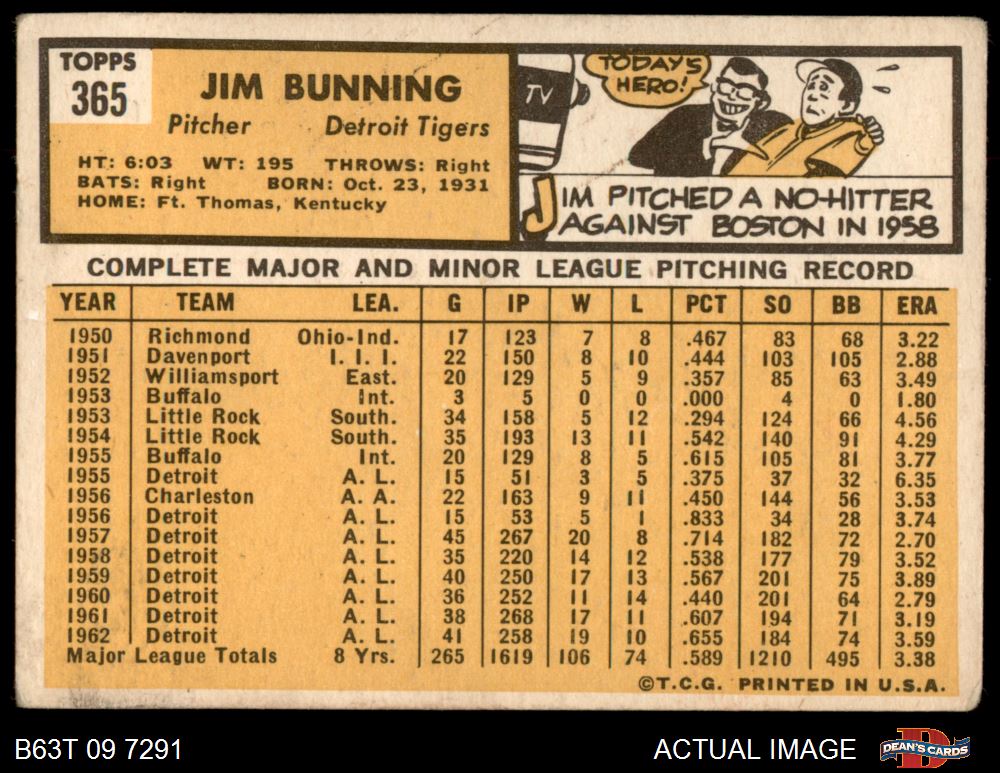 TOPPS
365
JIM BUNNING
Pitcher Detroit Tigers
HT: 6:03 WT: 195 THROWS: Right
BATS: Right BORN: Oct. 23, 1931
HOME: Ft. Thomas, Kentucky
TV
TODAY'S
HERO!
JIM PITCHED A NO-HITTER
AGAINST BOSTON IN 1958
COMPLETE MAJOR AND MINOR LEAGUE PITCHING RECORD
YEAR TEAM LEA. G IP W L PCT SO BB ERA
1950 Richmond Ohio-Ind. 17 123 7 8 .467 83 68 3.22
1951 Davenport I. I. I. 22 150 8 10 .444 103 105 2.88
1952 Williamsport East. 20 129 5 9 .357 85 63 3.49
1953 Buffalo Int. 3 5 0 0 .000 4 0 1.80
1953 Little Rock South. 34 158 5 12 .294 124 66 4.56
1954 Little Rock South. 35 193 13 11 .542 140 91 4.29
1955 Buffalo Int. 20 129 8 5 .615 105 81 3.77
1955 Detroit A. L. 15 51 3 5 .375 37 32 6.35
1956 Charleston A. A. 22 163 9 11 .450 144 56 3.53
1956 Detroit A. L. 15 53 5 1 .833 34 28 3.74
1957 Detroit A. L. 45 267 20 8 .714 182 72 2.70
1958 Detroit A. L. 35 220 14 12 .538 177 79 3.52
1959 Detroit A. L. 40 250 17 13 .567 201 75 3.89
1960 Detroit A. L. 36 252 11 14 .440 201 64 2.79
1961 Detroit A. L. 38 268 17 11 .607 194 71 3.19
1962 Detroit A. L. 41 258 19 10 .655 184 74 3.59
Major League Totals 8 Yrs. 265 1619 106 74 .589 1210 495 3.38
©T.C.G. PRINTED IN U.S.A.
B63T 09 7291
ACTUAL IMAGE
DEAN'S CARDS